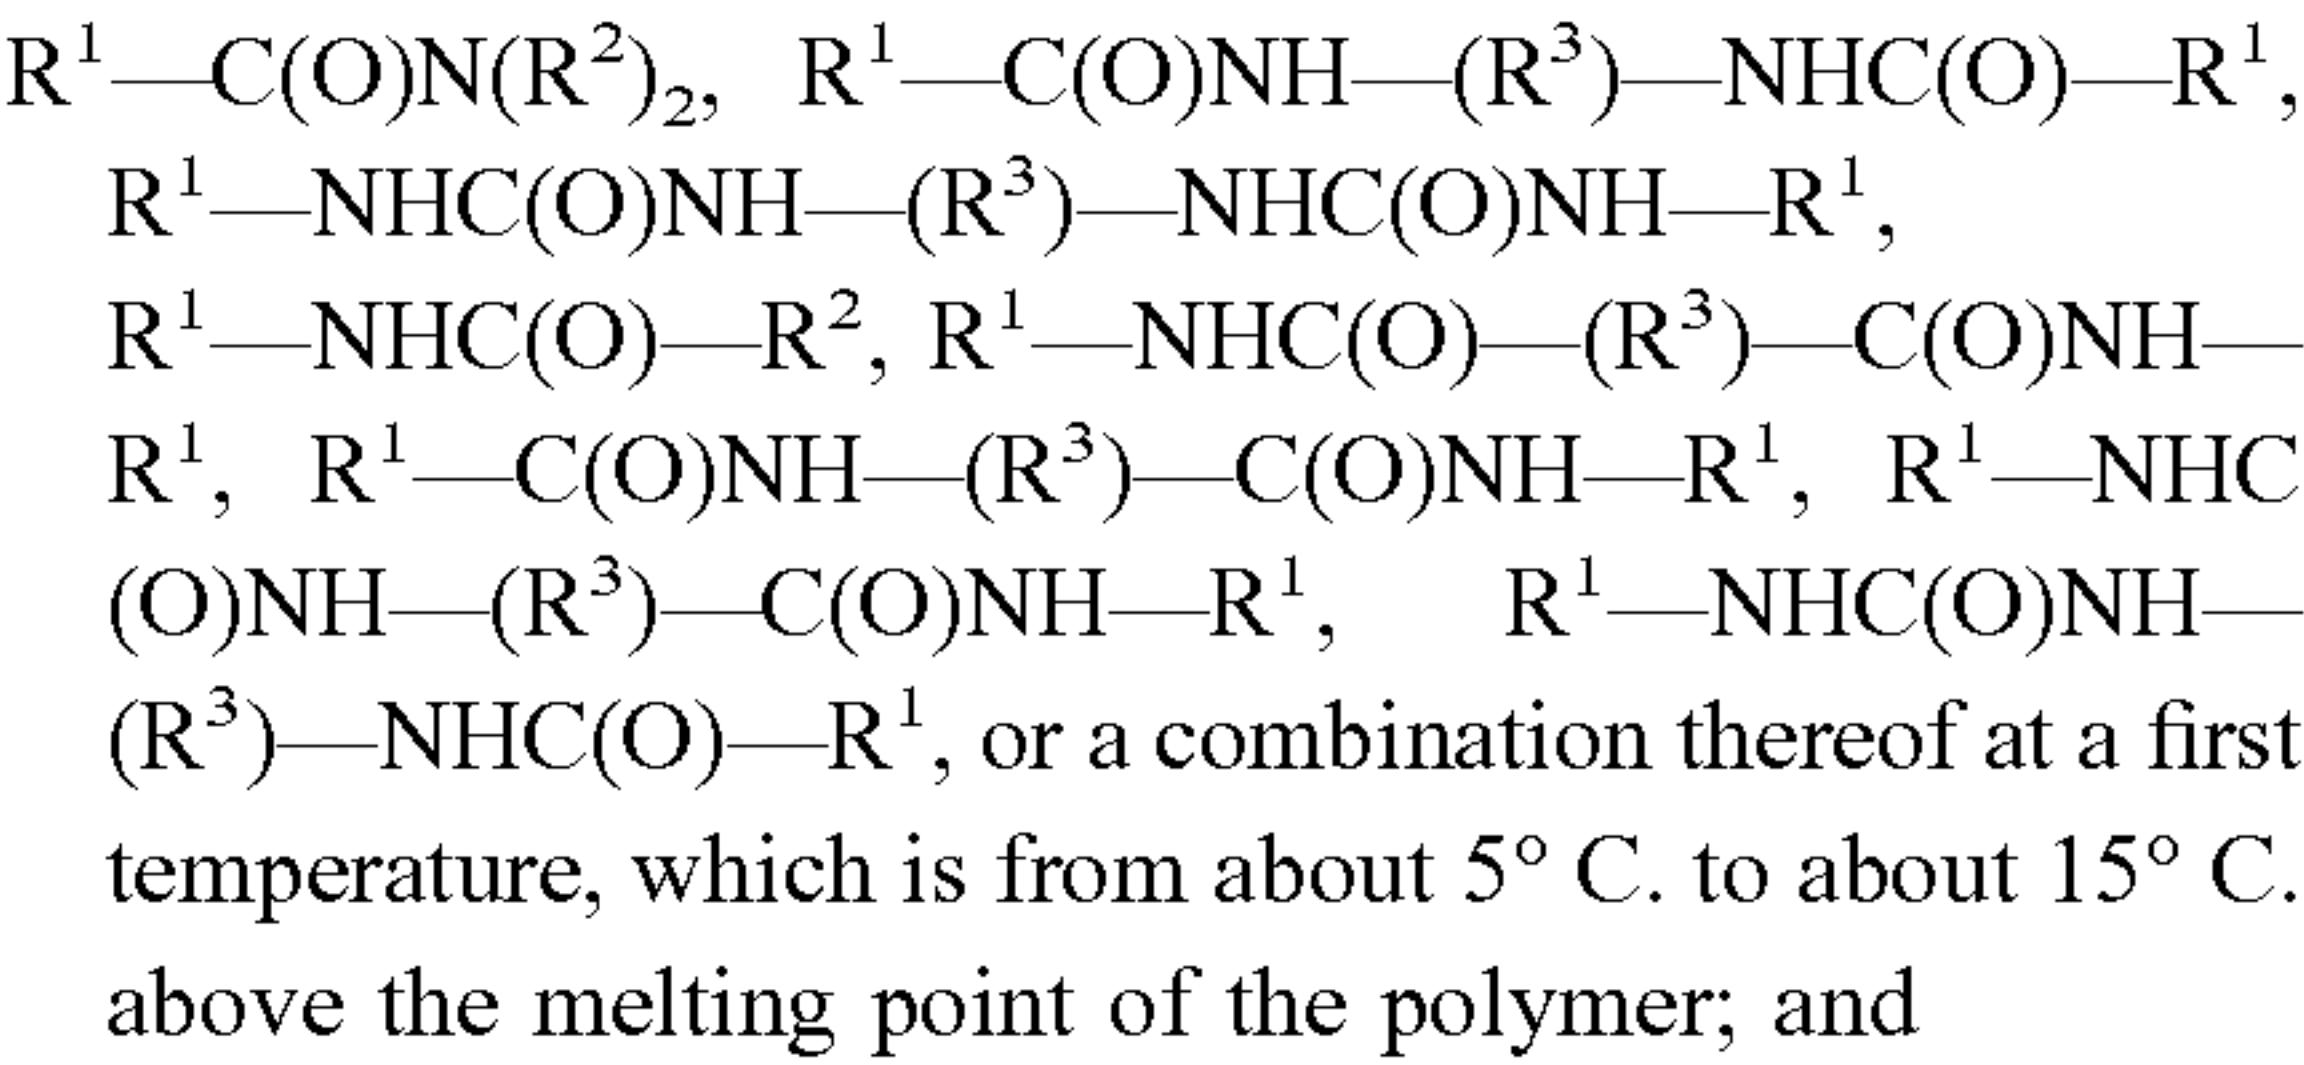 R¹—C(O)N(R²)₂, R¹—C(O)NH—(R³)—NHC(O)—R¹,
R¹—NHC(O)NH—(R³)—NHC(O)NH—R¹,
R¹—NHC(O)—R², R¹—NHC(O)—(R³)—C(O)NH—
R¹, R¹—C(O)NH—(R³)—C(O)NH—R¹, R¹—NHC
(O)NH—(R³)—C(O)NH—R¹, R¹—NHC(O)NH—
(R³)—NHC(O)—R¹, or a combination thereof at a first
temperature, which is from about 5° C. to about 15° C.
above the melting point of the polymer; and